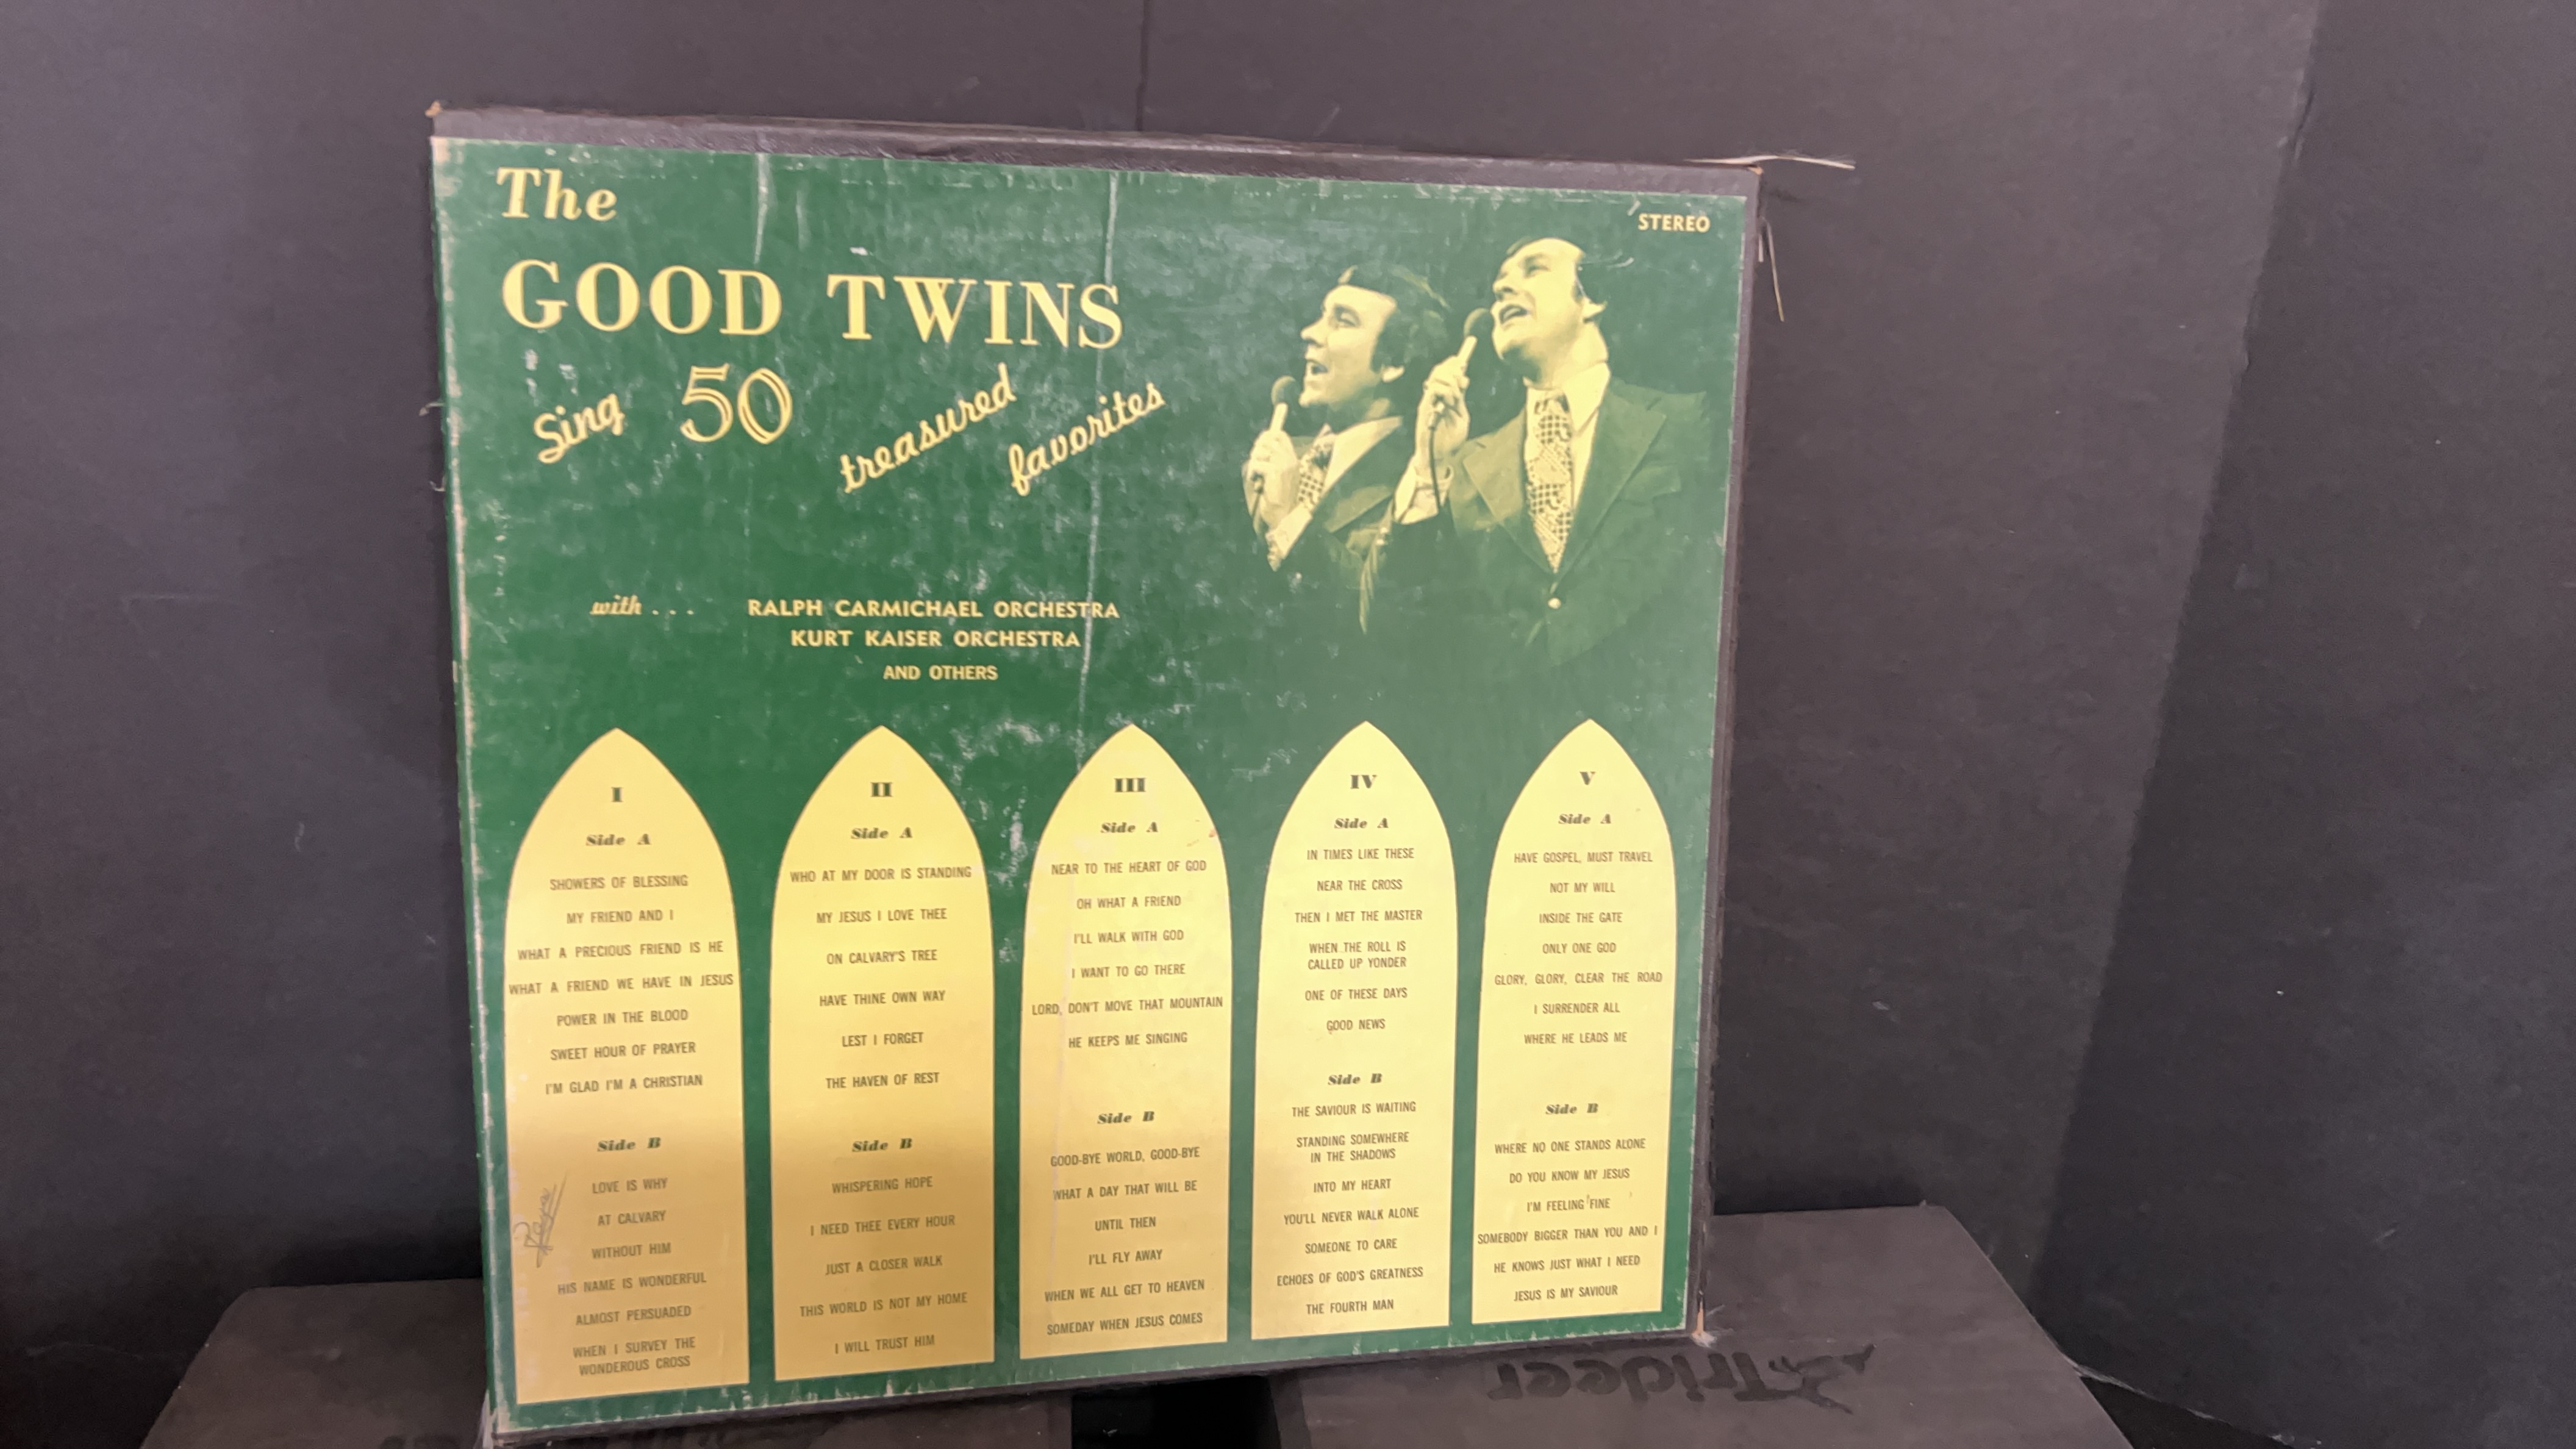 The
STEREO
GOOD TWINS
Sing 50 treasured favorites
with . . . RALPH CARMICHAEL ORCHESTRA
KURT KAISER ORCHESTRA
AND OTHERS
I
Side A
SHOWERS OF BLESSING
MY FRIEND AND I
WHAT A PRECIOUS FRIEND IS HE
WHAT A FRIEND WE HAVE IN JESUS
POWER IN THE BLOOD
SWEET HOUR OF PRAYER
I'M GLAD I'M A CHRISTIAN
Side B
LOVE IS WHY
AT CALVARY
WITHOUT HIM
HIS NAME IS WONDERFUL
ALMOST PERSUADED
WHEN I SURVEY THE
WONDEROUS CROSS
II
Side A
WHO AT MY DOOR IS STANDING
MY JESUS I LOVE THEE
ON CALVARY'S TREE
HAVE THINE OWN WAY
LEST I FORGET
THE HAVEN OF REST
Side B
WHISPERING HOPE
I NEED THEE EVERY HOUR
JUST A CLOSER WALK
THIS WORLD IS NOT MY HOME
I WILL TRUST HIM
III
Side A
NEAR TO THE HEART OF GOD
OH WHAT A FRIEND
I'LL WALK WITH GOD
I WANT TO GO THERE
LORD, DON'T MOVE THAT MOUNTAIN
HE KEEPS ME SINGING
Side B
GOOD-BYE WORLD, GOOD-BYE
WHAT A DAY THAT WILL BE
UNTIL THEN
I'LL FLY AWAY
WHEN WE ALL GET TO HEAVEN
SOMEDAY WHEN JESUS COMES
IV
Side A
IN TIMES LIKE THESE
NEAR THE CROSS
THEN I MET THE MASTER
WHEN THE ROLL IS
CALLED UP YONDER
ONE OF THESE DAYS
GOOD NEWS
Side B
THE SAVIOUR IS WAITING
STANDING SOMEWHERE
IN THE SHADOWS
INTO MY HEART
YOU'LL NEVER WALK ALONE
SOMEONE TO CARE
ECHOES OF GOD'S GREATNESS
THE FOURTH MAN
V
Side A
HAVE GOSPEL, MUST TRAVEL
NOT MY WILL
INSIDE THE GATE
ONLY ONE GOD
GLORY, GLORY, CLEAR THE ROAD
I SURRENDER ALL
WHERE HE LEADS ME
Side B
WHERE NO ONE STANDS ALONE
DO YOU KNOW MY JESUS
I'M FEELING FINE
SOMEBODY BIGGER THAN YOU AND I
HE KNOWS JUST WHAT I NEED
JESUS IS MY SAVIOUR
Trideer